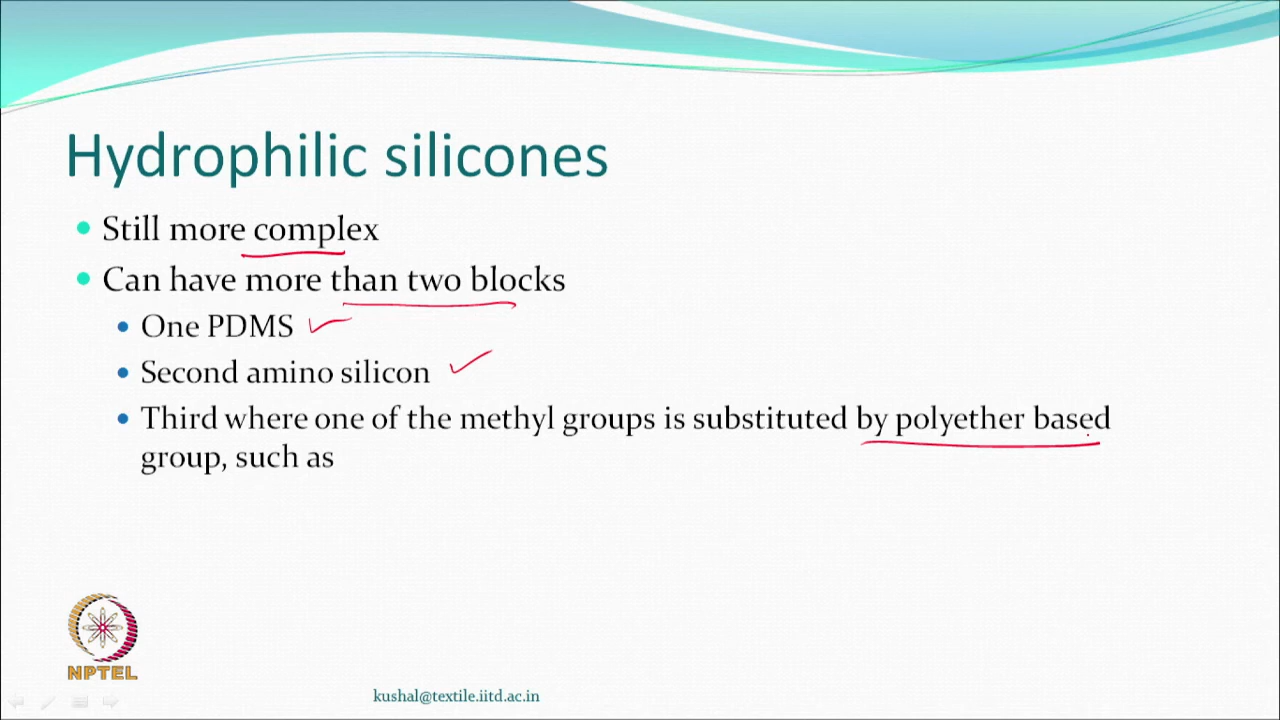 Hydrophilic silicones
Still more complex
Can have more than two blocks
One PDMS
Second amino silicon
Third where one of the methyl groups is substituted by polyether based
group, such as
NPTEL
kushal@textile.iitd.ac.in